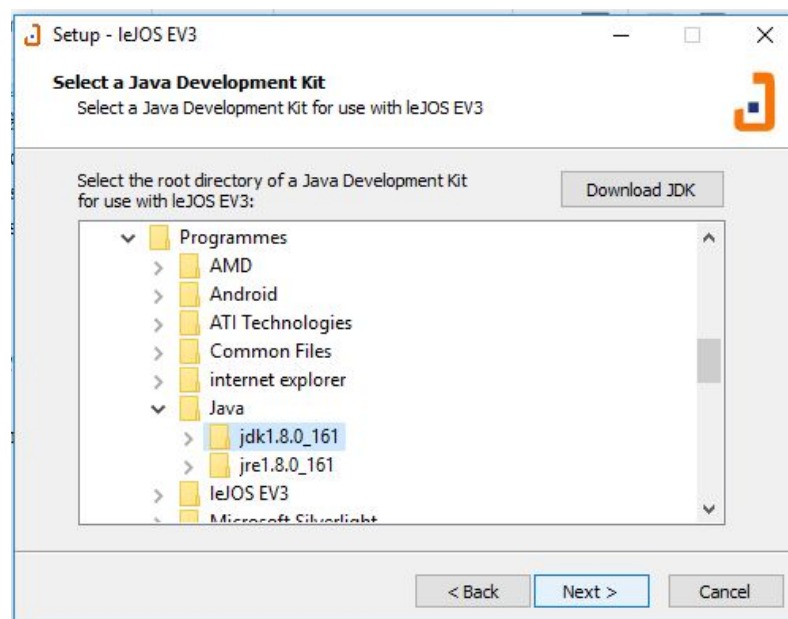 Setup - leJOS EV3
Select a Java Development Kit
Select a Java Development Kit for use with leJOS EV3
Select the root directory of a Java Development Kit
for use with leJOS EV3:
Download JDK
Programmes
AMD
Android
ATI Technologies
Common Files
internet explorer
Java
jdk1.8.0_161
jre1.8.0_161
leJOS EV3
Microsoft Silverlight
< Back
Next >
Cancel